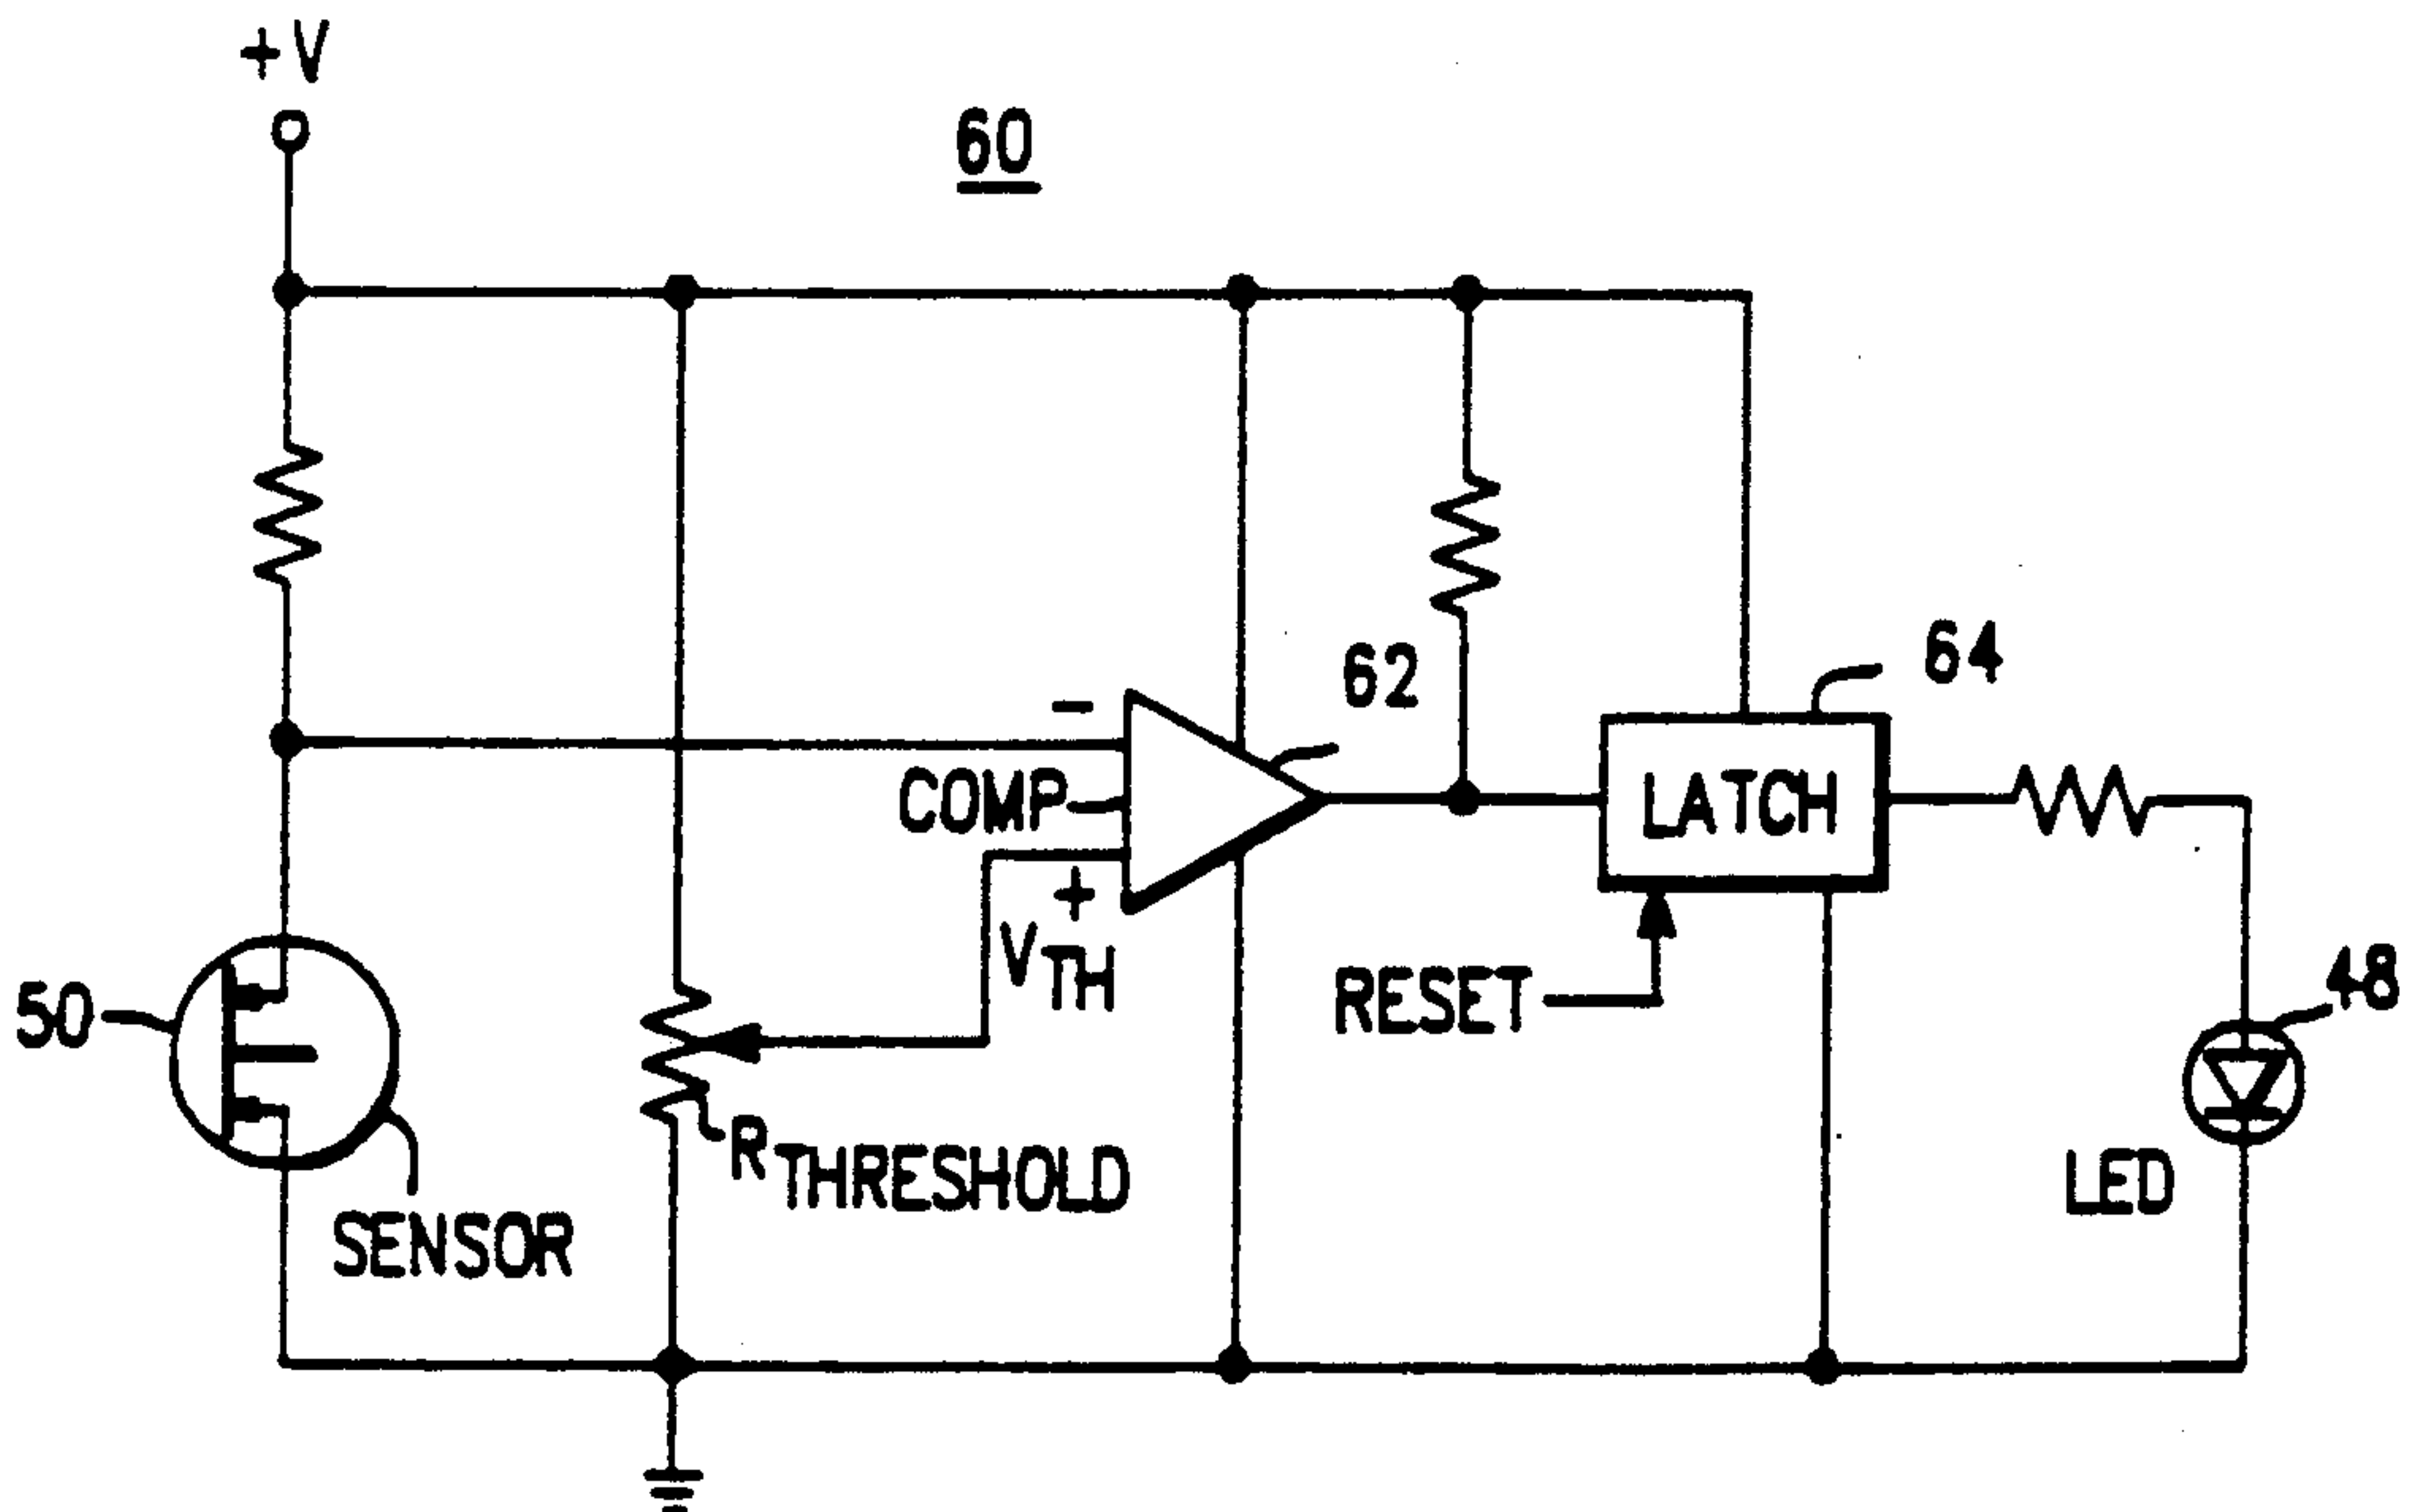 +V
60
62
64
-
COMP
LATCH
+
VTH
RESET
50
48
RTHRESHOLD
LED
SENSOR